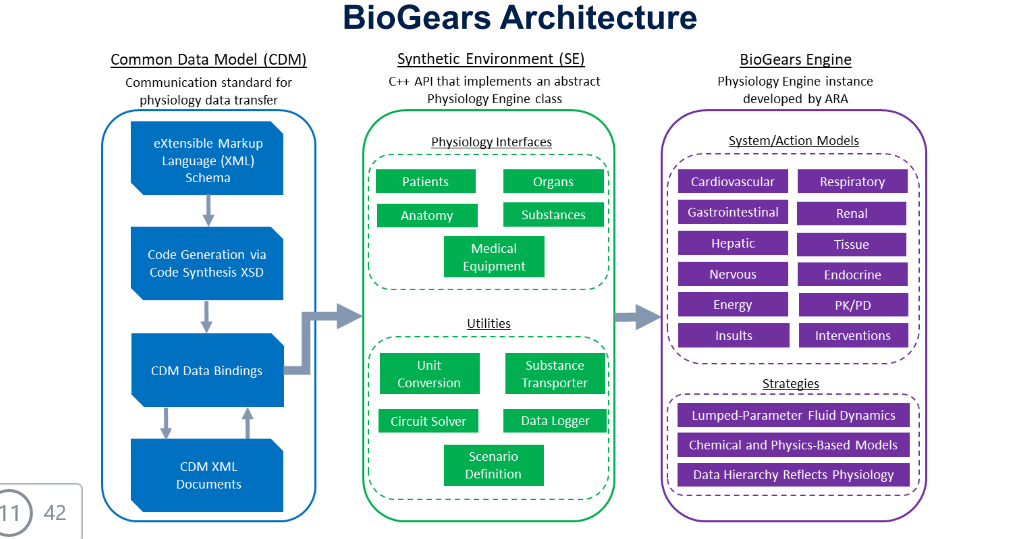 BioGears Architecture
Common Data Model (CDM)
Communication standard for
physiology data transfer
eXtensible Markup
Language (XML)
Schema
Code Generation via
Code Synthesis XSD
CDM Data Bindings
CDM XML
Documents
Synthetic Environment (SE)
C++ API that implements an abstract
Physiology Engine class
Physiology Interfaces
Patients
Organs
Anatomy
Substances
Medical
Equipment
Utilities
Unit
Conversion
Substance
Transporter
Circuit Solver
Data Logger
Scenario
Definition
BioGears Engine
Physiology Engine instance
developed by ARA
System/Action Models
Cardiovascular
Respiratory
Gastrointestinal
Renal
Hepatic
Tissue
Nervous
Endocrine
Energy
PK/PD
Insults
Interventions
Strategies
Lumped-Parameter Fluid Dynamics
Chemical and Physics-Based Models
Data Hierarchy Reflects Physiology
11 42